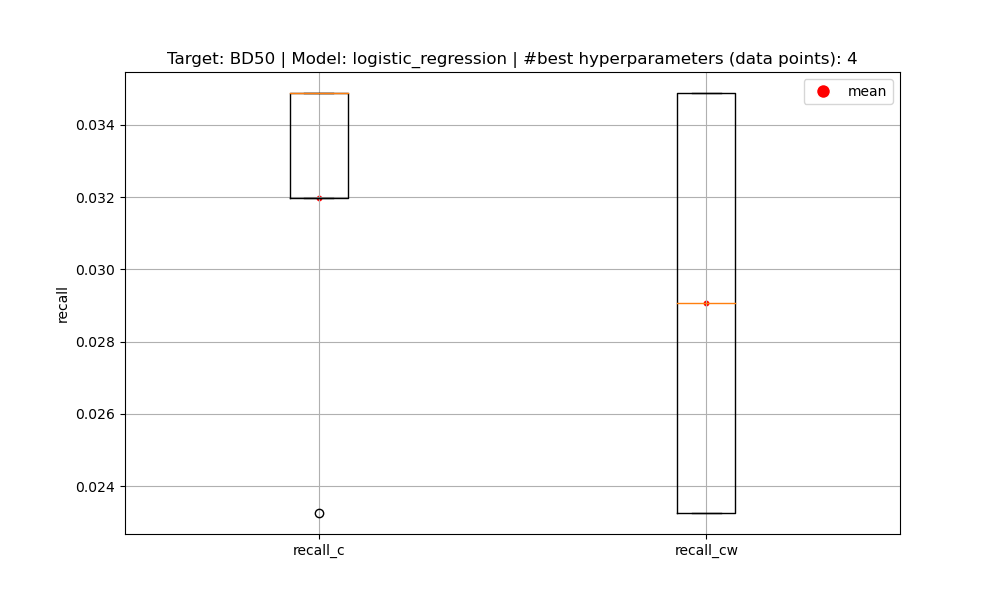 Target: BD50 | Model: logistic_regression | #best hyperparameters (data points): 4
mean
0.034
0.032
0.030
0.028
0.026
0.024
recall
recall_c
recall_cw